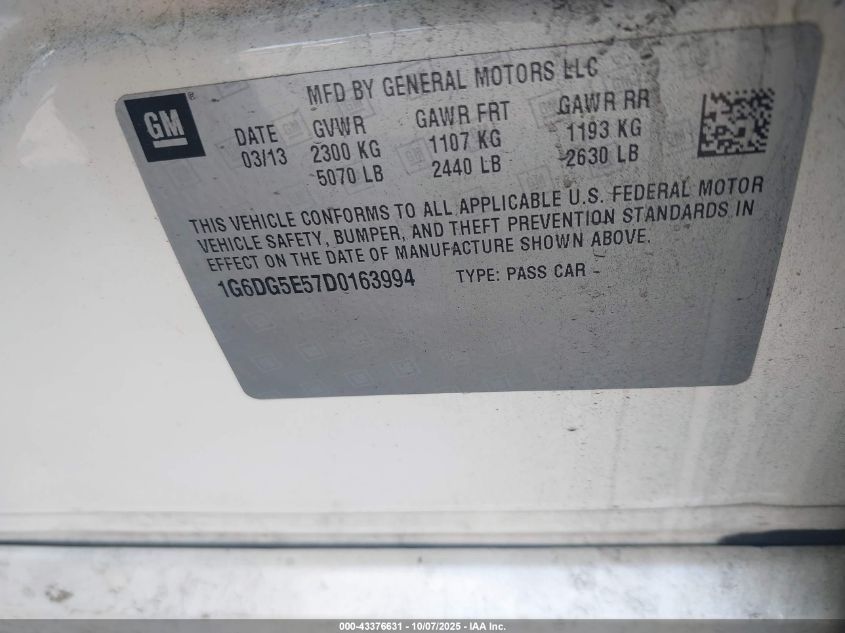 MFD BY GENERAL MOTORS LLC
GM ®
DATE GVWR GAWR FRT GAWR RR
03/13 2300 KG 1107 KG 1193 KG
5070 LB 2440 LB 2630 LB
THIS VEHICLE CONFORMS TO ALL APPLICABLE U.S. FEDERAL MOTOR
VEHICLE SAFETY, BUMPER, AND THEFT PREVENTION STANDARDS IN
EFFECT ON THE DATE OF MANUFACTURE SHOWN ABOVE.
1G6DG5E57D0163994 TYPE: PASS CAR -
000-43376631 - 10/07/2025 - IAA Inc.